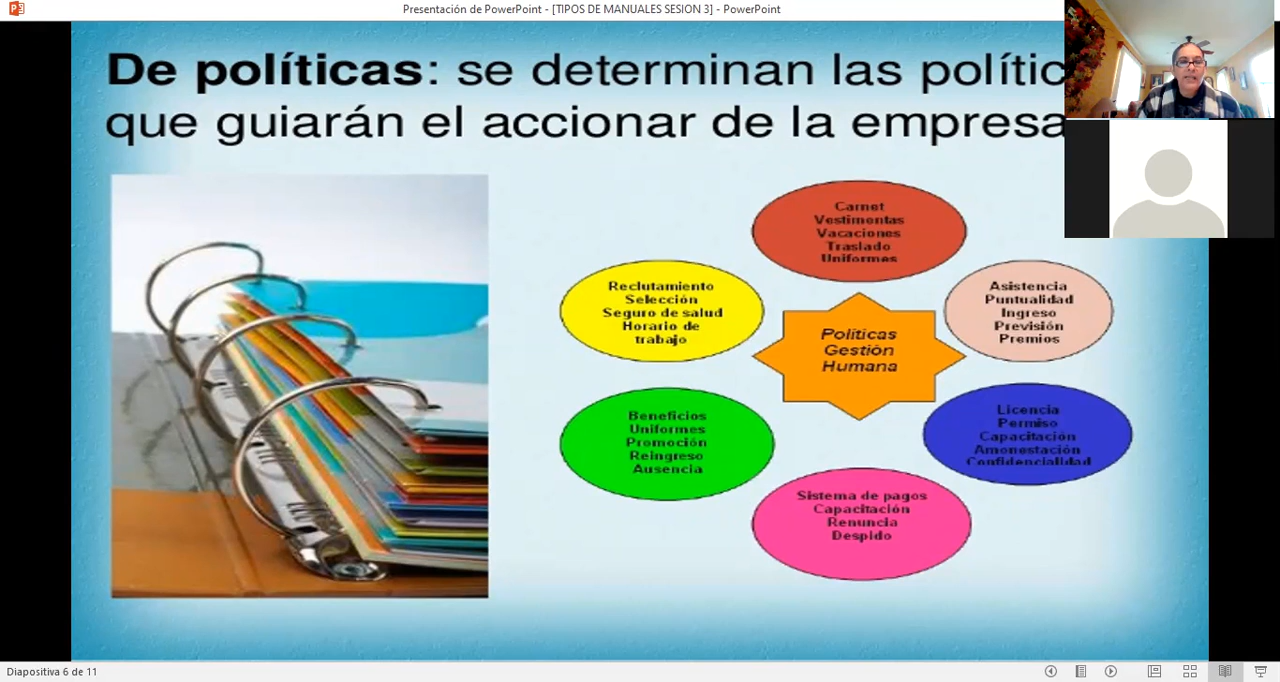 Presentación de PowerPoint - [TIPOS DE MANUALES SESION 3] - PowerPoint
De políticas: se determinan las polític
que guiarán el accionar de la empresa
Carnet
Vestimentas
Vacaciones
Traslado
Uniformes
Reclutamiento
Selección
Seguro de salud
Horario de
trabajo
Asistencia
Puntualidad
Ingreso
Previsión
Premios
Políticas
Gestión
Humana
Beneficios
Uniformes
Promoción
Reingreso
Ausencia
Licencia
Permiso
Capacitación
Amonestación
Confidencialidad
Sistema de pagos
Capacitación
Renuncia
Despido
Diapositiva 6 de 11